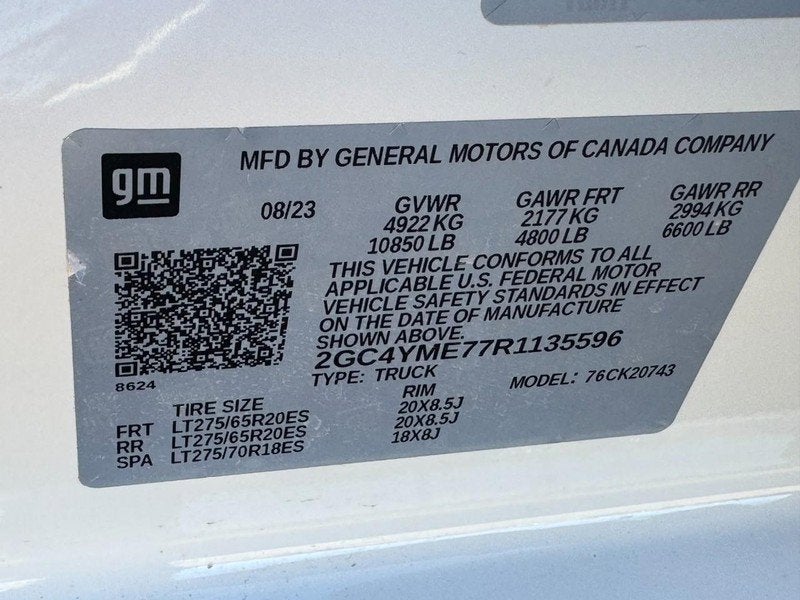 gm
MFD BY GENERAL MOTORS OF CANADA COMPANY
08/23 GVWR GAWR FRT GAWR RR
4922 KG 2177 KG 2994 KG
10850 LB 4800 LB 6600 LB
THIS VEHICLE CONFORMS TO ALL
APPLICABLE U.S. FEDERAL MOTOR
VEHICLE SAFETY STANDARDS IN EFFECT
ON THE DATE OF MANUFACTURE
SHOWN ABOVE.
2GC4YME77R1135596
8624
TYPE: TRUCK MODEL: 76CK20743
TIRE SIZE RIM
FRT LT275/65R20ES 20X8.5J
RR LT275/65R20ES 20X8.5J
SPA LT275/70R18ES 18X8J